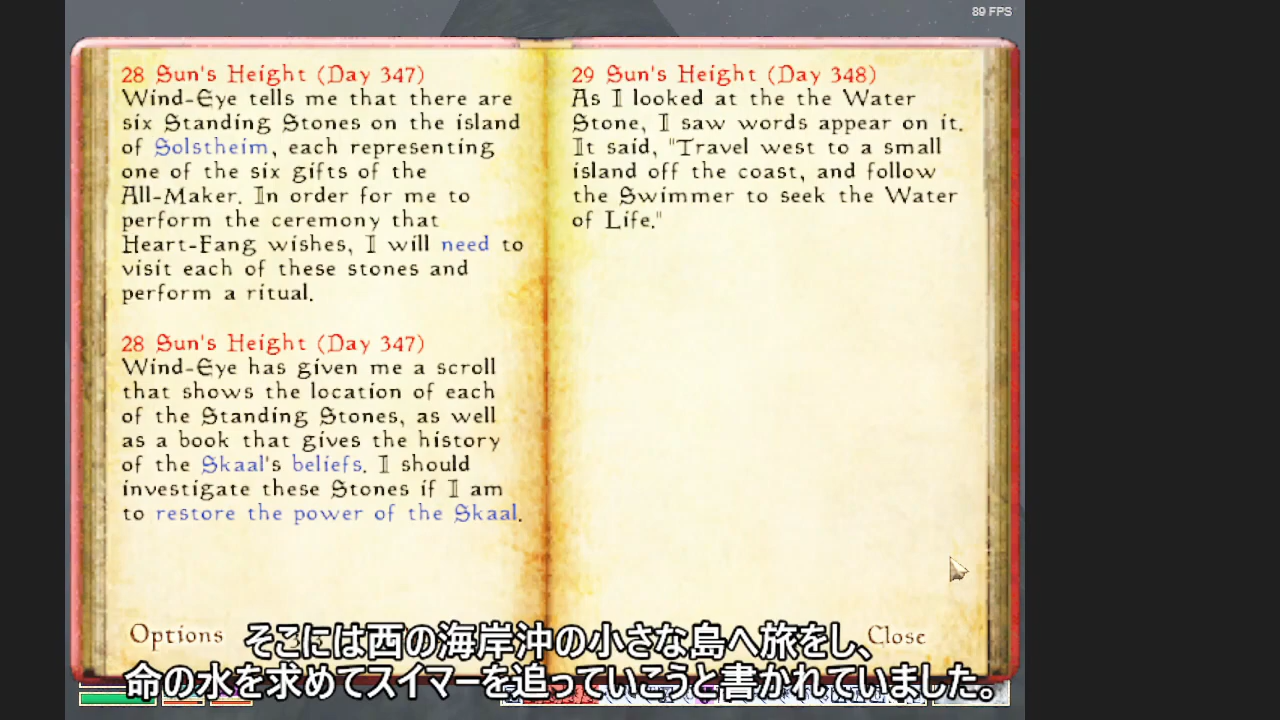 89 FPS
28 Sun's Height (Day 347)
Wind-Eye tells me that there are
six Standing Stones on the island
of Solstheim, each representing
one of the six gifts of the
All-Maker. In order for me to
perform the ceremony that
Heart-Fang wishes, I will need to
visit each of these stones and
perform a ritual.
28 Sun's Height (Day 347)
Wind-Eye has given me a scroll
that shows the location of each
of the Standing Stones, as well
as a book that gives the history
of the Skaal's beliefs. I should
investigate these Stones if I am
to restore the power of the Skaal.
29 Sun's Height (Day 348)
As I looked at the the Water
Stone, I saw words appear on it.
It said, "Travel west to a small
island off the coast, and follow
the Swimmer to seek the Water
of Life."
Options
Close
そこには西の海岸沖の小さな島へ旅をし、
命の水を求めてスイマーを追っていこうと書かれていました。